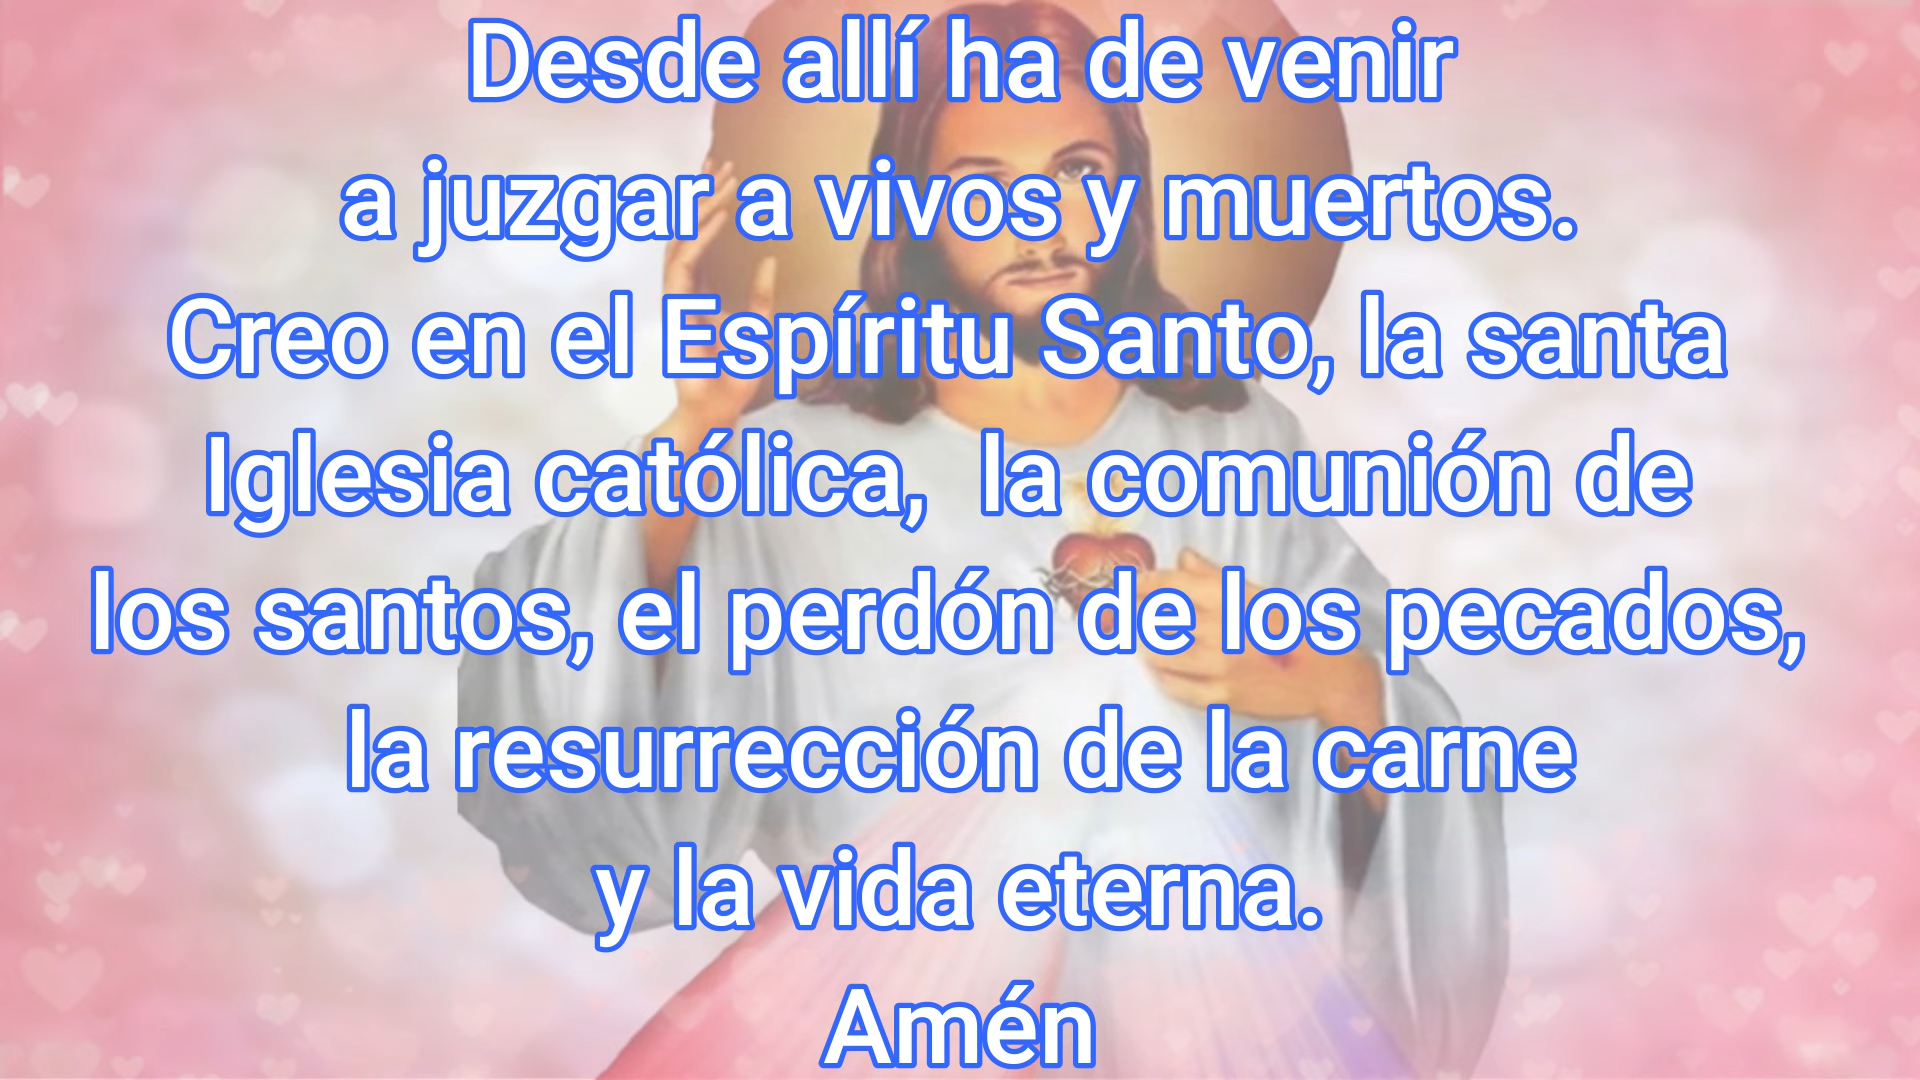 Desde allí ha de venir
a juzgar a vivos y muertos.
Creo en el Espíritu Santo, la santa
Iglesia católica,  la comunión de
los santos, el perdón de los pecados,
la resurrección de la carne
y la vida eterna.
Amén